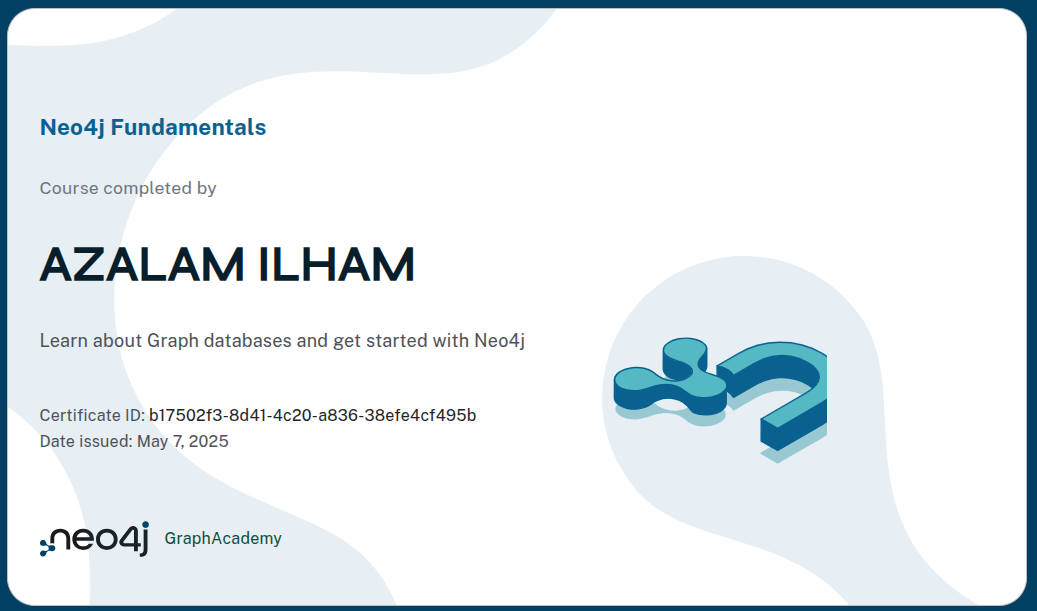 Neo4j Fundamentals
Course completed by
AZALAM ILHAM
Learn about Graph databases and get started with Neo4j
Certificate ID: b17502f3-8d41-4c20-a836-38efe4cf495b
Date issued: May 7, 2025
neo4j GraphAcademy